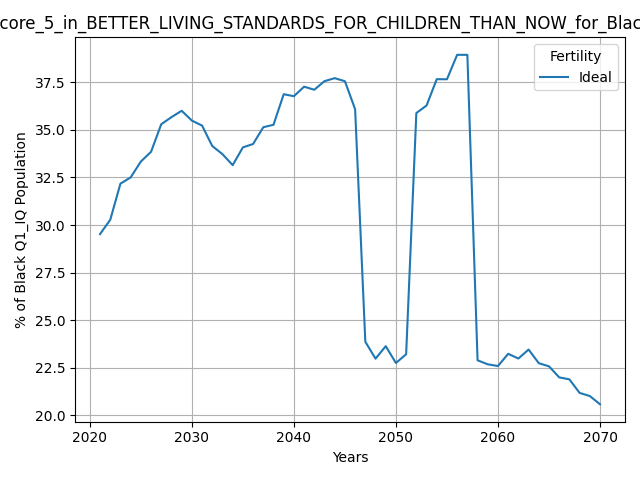 core_5_in_BETTER_LIVING_STANDARDS_FOR_CHILDREN_THAN_NOW_for_Blac
Fertility
Ideal
% of Black Q1_IQ Population
37.5
35.0
32.5
30.0
27.5
25.0
22.5
20.0
2020 2030 2040 2050 2060 2070
Years